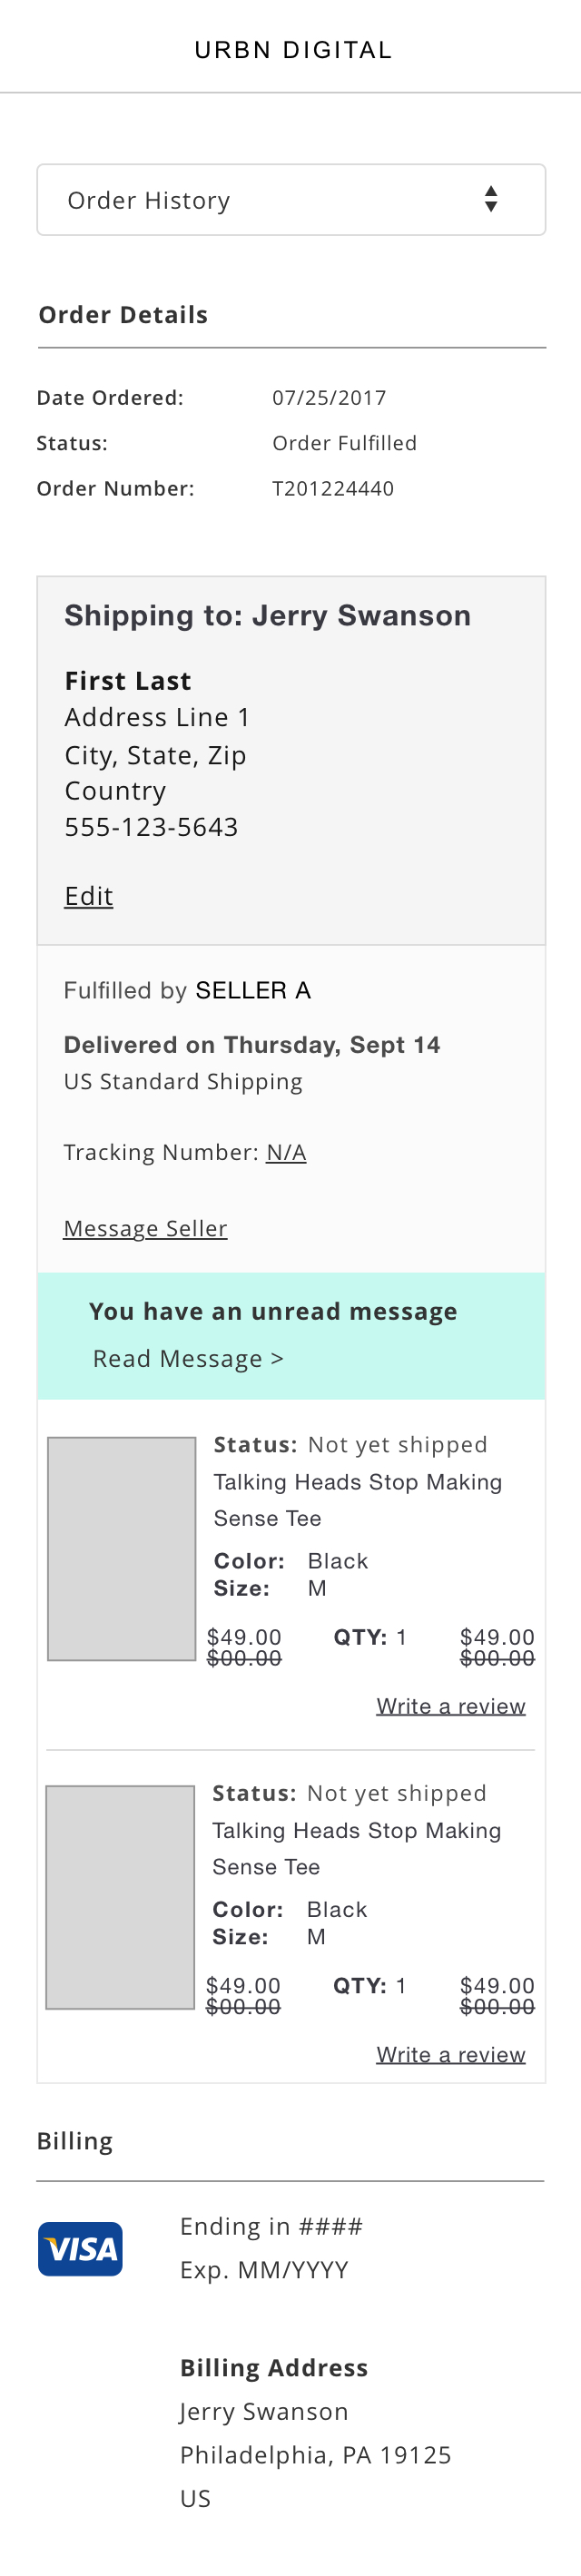 URBN DIGITAL
Order History
Order Details
Date Ordered: 07/25/2017
Status: Order Fulfilled
Order Number: T201224440
Shipping to: Jerry Swanson
First Last
Address Line 1
City, State, Zip
Country
555-123-5643
Edit
Fulfilled by SELLER A
Delivered on Thursday, Sept 14
US Standard Shipping
Tracking Number: N/A
Message Seller
You have an unread message
Read Message >
Status: Not yet shipped
Talking Heads Stop Making
Sense Tee
Color: Black
Size: M
$49.00 QTY: 1 $49.00
$00.00 $00.00
Write a review
Status: Not yet shipped
Talking Heads Stop Making
Sense Tee
Color: Black
Size: M
$49.00 QTY: 1 $49.00
$00.00 $00.00
Write a review
Billing
VISA Ending in ####
Exp. MM/YYYY
Billing Address
Jerry Swanson
Philadelphia, PA 19125
US